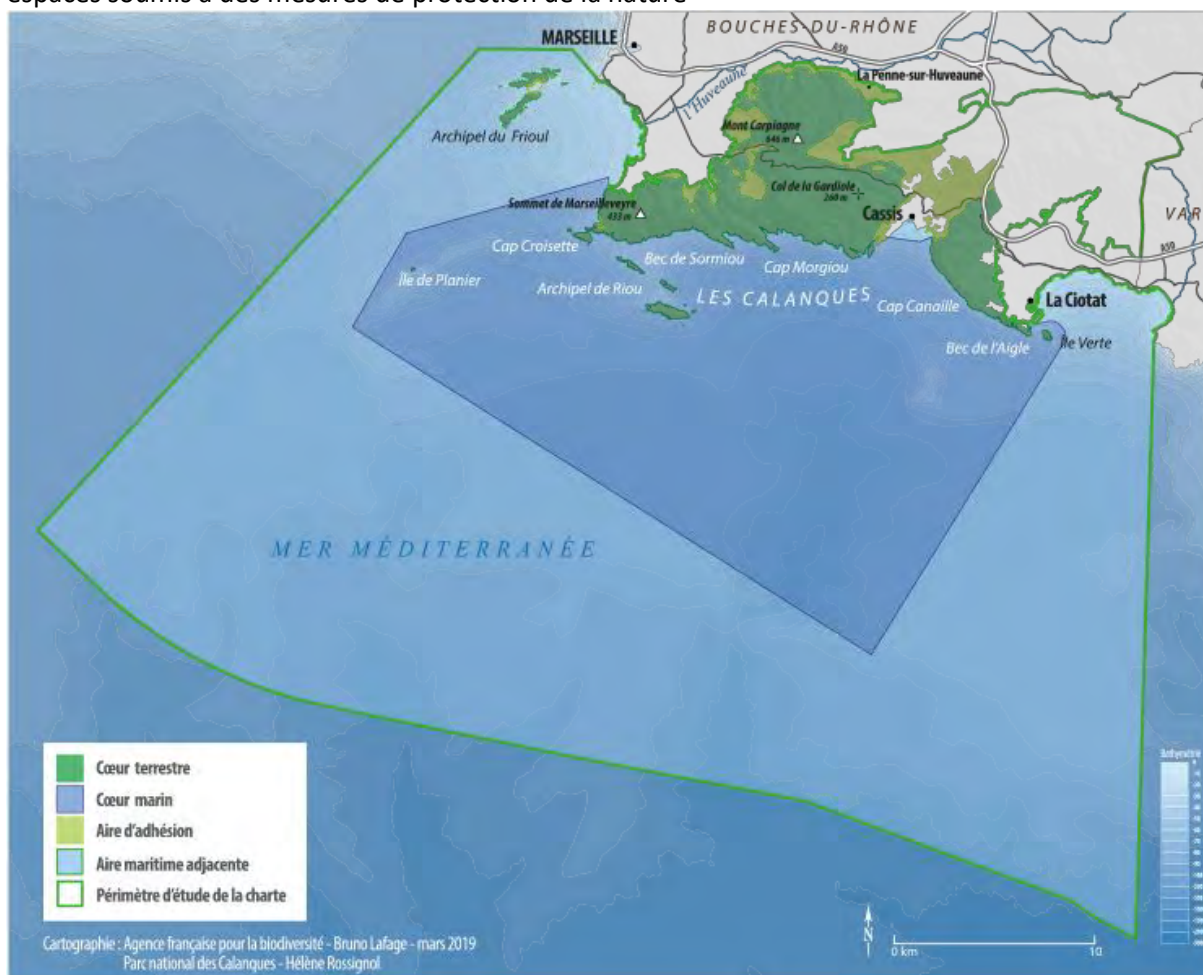 espaces soumis à des mesures de protection de la nature
MARSEILLE
BOUCHES-DU-RHÔNE
A50
l'Huveaune
La Penne-sur-Huveaune
Archipel du Frioul
Mont Carpiagne
646 m
Sommet de Marseilleveyre
433 m
Col de la Gardiole
260 m
Cassis
VAR
A50
Cap Croisette
Bec de Sormiou
Cap Morgiou
Île de Planier
Archipel de Riou
LES CALANQUES
Cap Canaille
La Ciotat
Bec de l'Aigle
Île Verte
MER MÉDITERRANÉE
Cœur terrestre
Cœur marin
Aire d'adhésion
Aire maritime adjacente
Périmètre d'étude de la charte
Bathymétrie
N
0 km
10
Cartographie : Agence française pour la biodiversité - Bruno Lafage - mars 2019
Parc national des Calanques - Hélène Rossignol